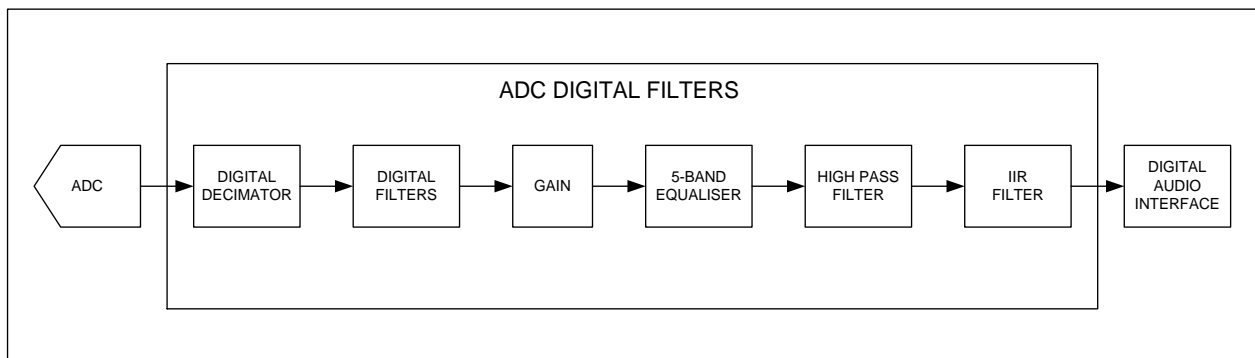 ADC DIGITAL FILTERS
ADC
DIGITAL
DECIMATOR
DIGITAL
FILTERS
GAIN
5-BAND
EQUALISER
HIGH PASS
FILTER
IIR
FILTER
DIGITAL
AUDIO
INTERFACE